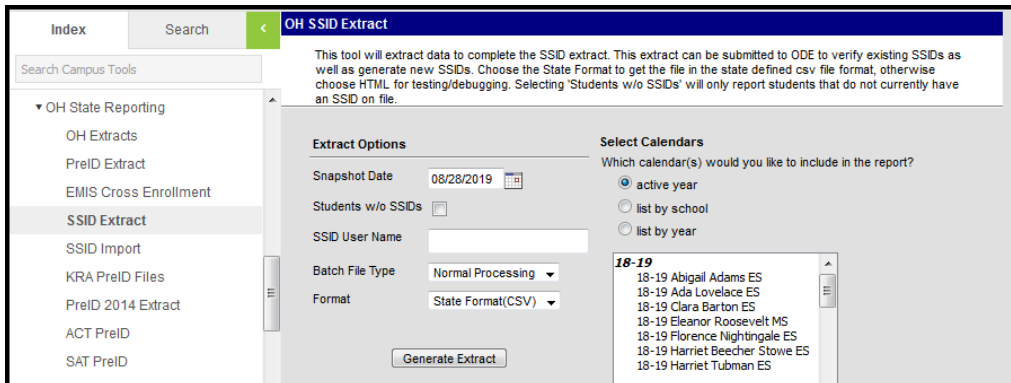 Index
Search
<
Search Campus Tools
OH State Reporting
OH Extracts
PreID Extract
EMIS Cross Enrollment
SSID Extract
SSID Import
KRA PreID Files
PreID 2014 Extract
ACT PreID
SAT PreID
OH SSID Extract
This tool will extract data to complete the SSID extract. This extract can be submitted to ODE to verify existing SSIDs as
well as generate new SSIDs. Choose the State Format to get the file in the state defined csv file format, otherwise
choose HTML for testing/debugging. Selecting 'Students w/o SSIDs' will only report students that do not currently have
an SSID on file.
Extract Options
Snapshot Date 08/28/2019
Students w/o SSIDs
SSID User Name
Batch File Type Normal Processing
Format State Format(CSV)
Generate Extract
Select Calendars
Which calendar(s) would you like to include in the report?
active year
list by school
list by year
18-19
18-19 Abigail Adams ES
18-19 Ada Lovelace ES
18-19 Clara Barton ES
18-19 Eleanor Roosevelt MS
18-19 Florence Nightingale ES
18-19 Harriet Beecher Stowe ES
18-19 Harriet Tubman ES